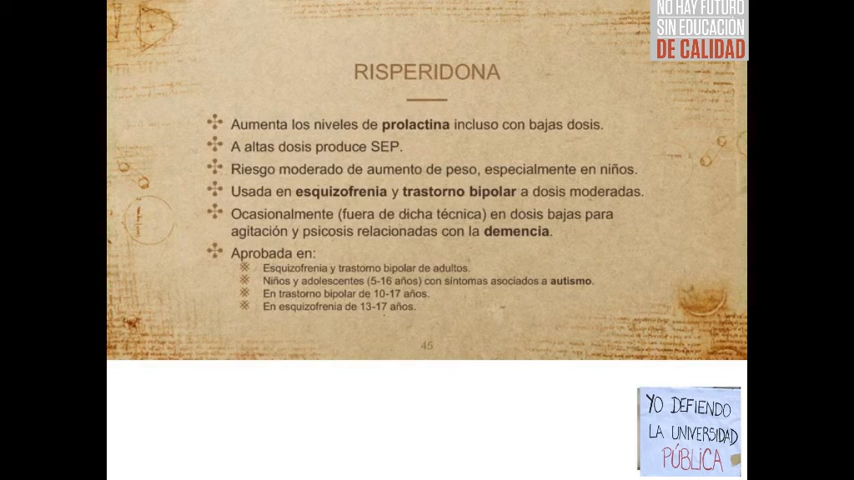 NO HAY FUTURO
SIN EDUCACIÓN
DE CALIDAD
RISPERIDONA
Aumenta los niveles de prolactina incluso con bajas dosis.
A altas dosis produce SEP.
Riesgo moderado de aumento de peso, especialmente en niños.
Usada en esquizofrenia y trastorno bipolar a dosis moderadas.
Ocasionalmente (fuera de dicha técnica) en dosis bajas para
agitación y psicosis relacionadas con la demencia.
Aprobada en:
Esquizofrenia y trastorno bipolar de adultos.
Niños y adolescentes (5-16 años) con síntomas asociados a autismo.
En trastorno bipolar de 10-17 años.
En esquizofrenia de 13-17 años.
45
YO DEFIENDO
LA UNIVERSIDAD
PÚBLICA